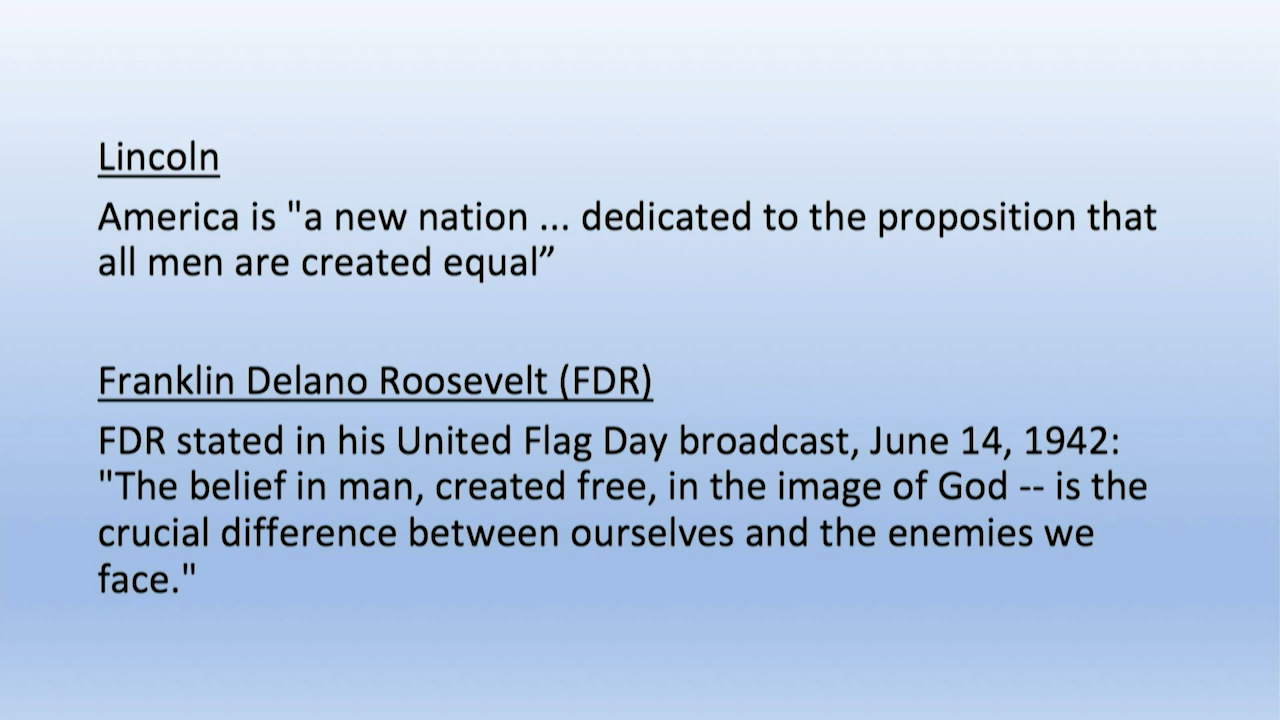 Lincoln
America is "a new nation ... dedicated to the proposition that
all men are created equal”
Franklin Delano Roosevelt (FDR)
FDR stated in his United Flag Day broadcast, June 14, 1942:
"The belief in man, created free, in the image of God -- is the
crucial difference between ourselves and the enemies we
face."